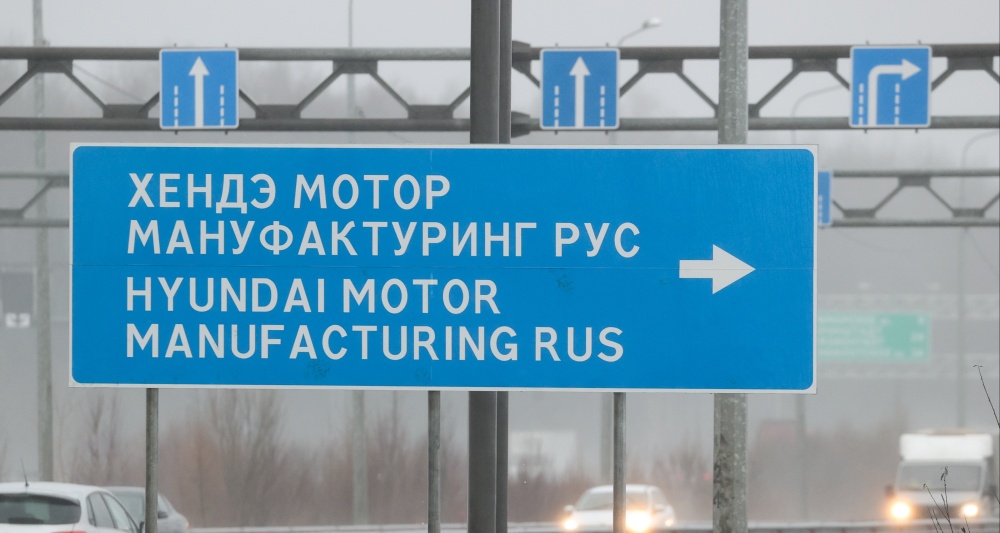 ХЕНДЭ МОТОР
МАНУФАКТУРИНГ РУС
HYUNDAI MOTOR
MANUFACTURING RUS